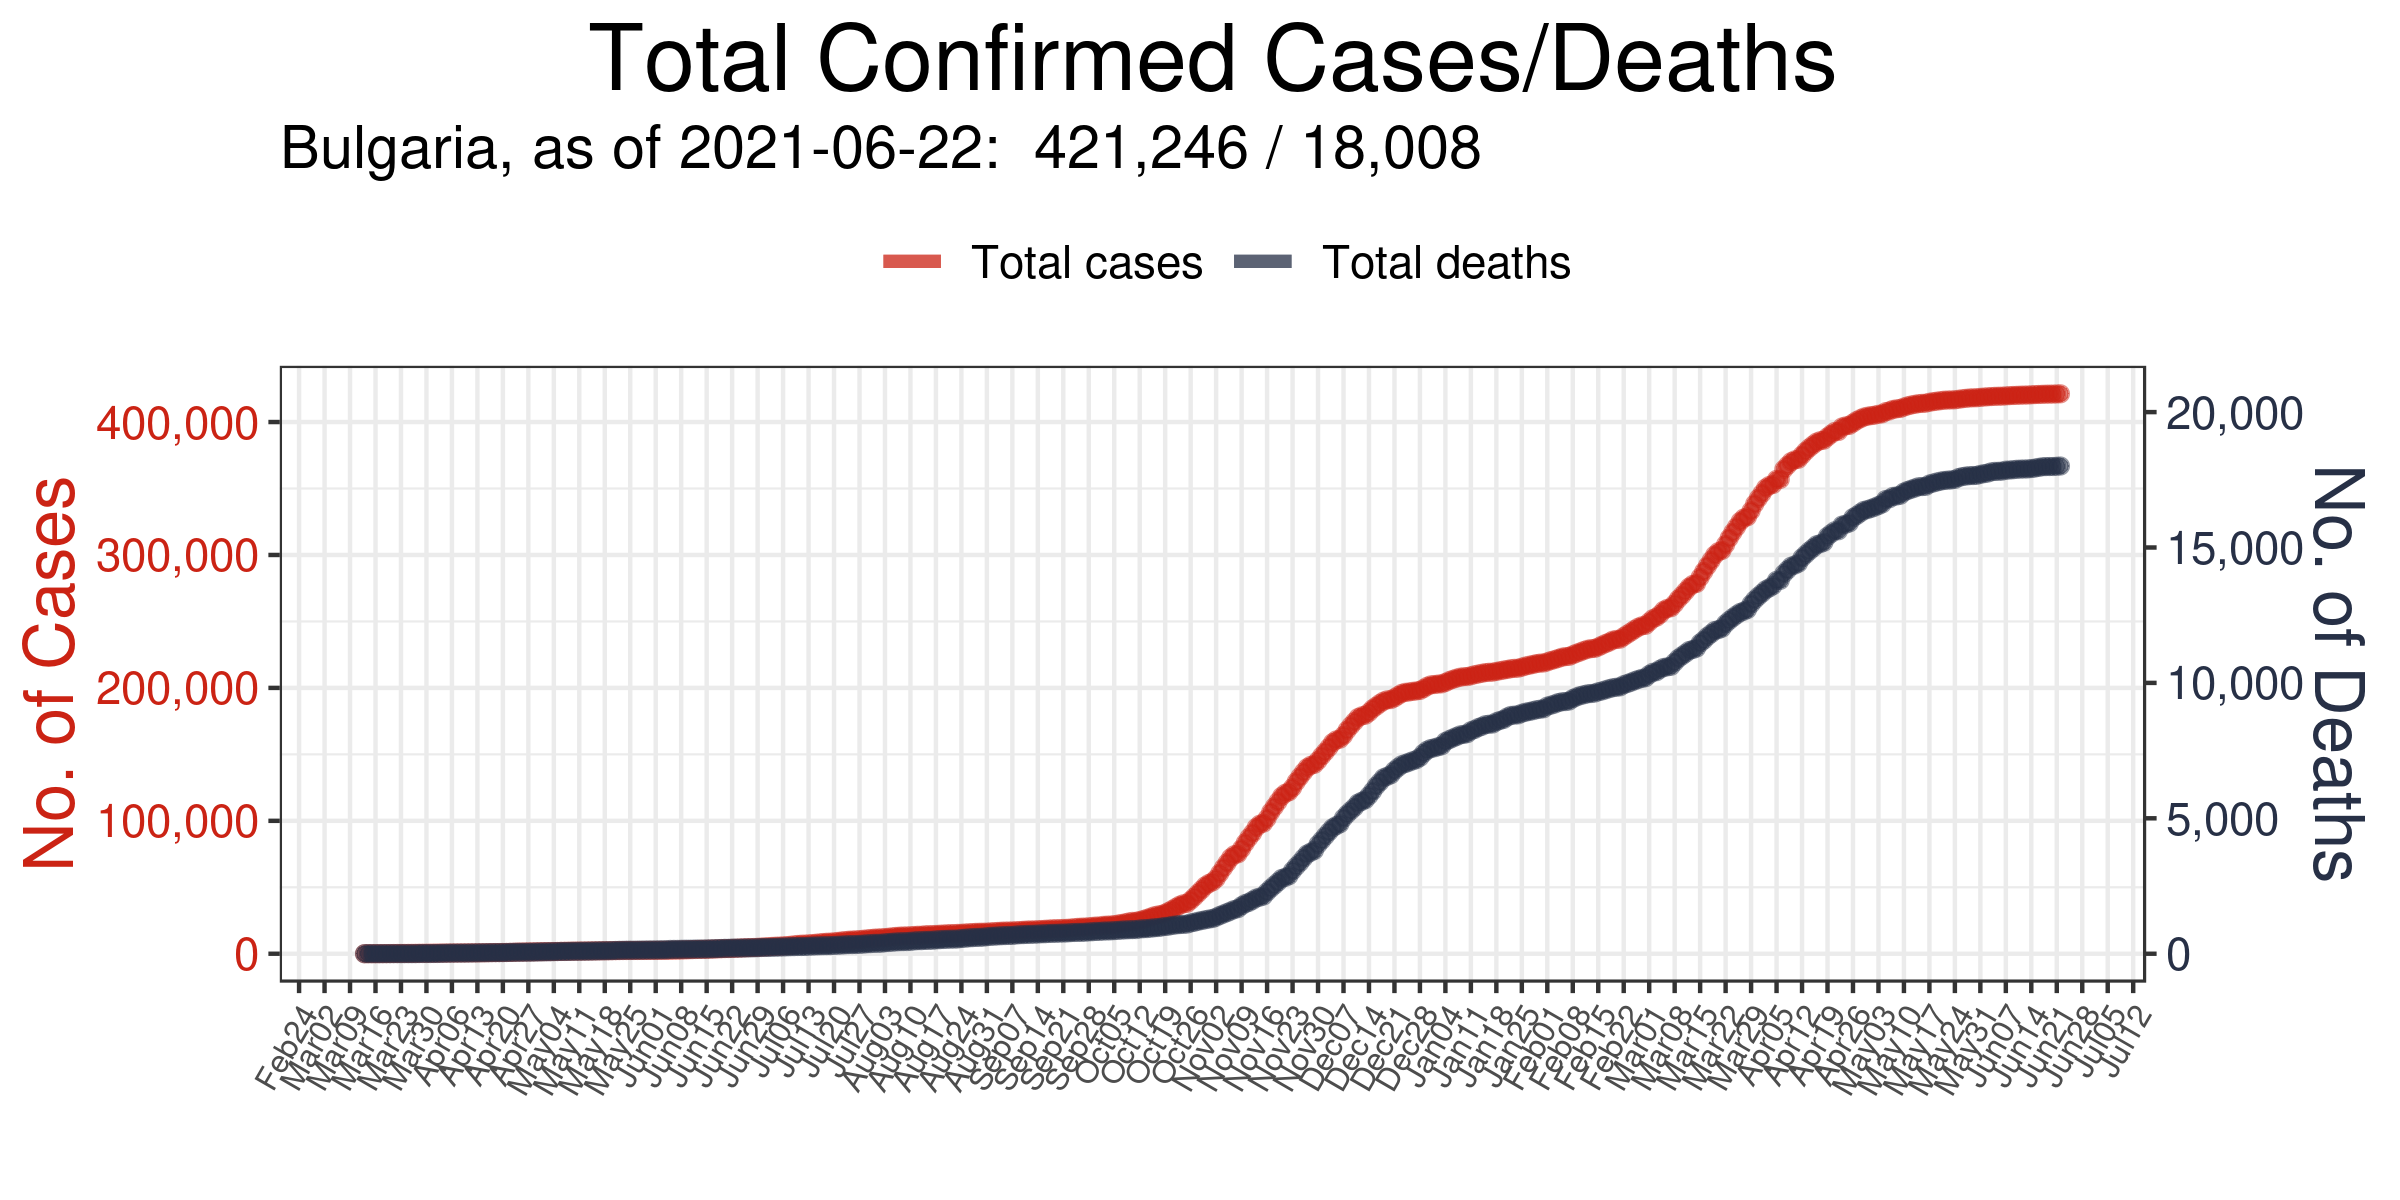 Total Confirmed Cases/Deaths
Bulgaria, as of 2021-06-22:  421,246 / 18,008
Total cases
Total deaths
No. of Cases
400,000
300,000
200,000
100,000
0
20,000
15,000
10,000
5,000
0
No. of Deaths
Feb24
Mar02
Mar09
Mar16
Mar23
Mar30
Apr06
Apr13
Apr20
Apr27
May04
May11
May18
May25
Jun01
Jun08
Jun15
Jun22
Jun29
Jul06
Jul13
Jul20
Jul27
Aug03
Aug10
Aug17
Aug24
Aug31
Sep07
Sep14
Sep21
Sep28
Oct05
Oct12
Oct19
Oct26
Nov02
Nov09
Nov16
Nov23
Nov30
Dec07
Dec14
Dec21
Dec28
Jan04
Jan11
Jan18
Jan25
Feb01
Feb08
Feb15
Feb22
Mar01
Mar08
Mar15
Mar22
Mar29
Apr05
Apr12
Apr19
Apr26
May03
May10
May17
May24
May31
Jun07
Jun14
Jun21
Jun28
Jul05
Jul12